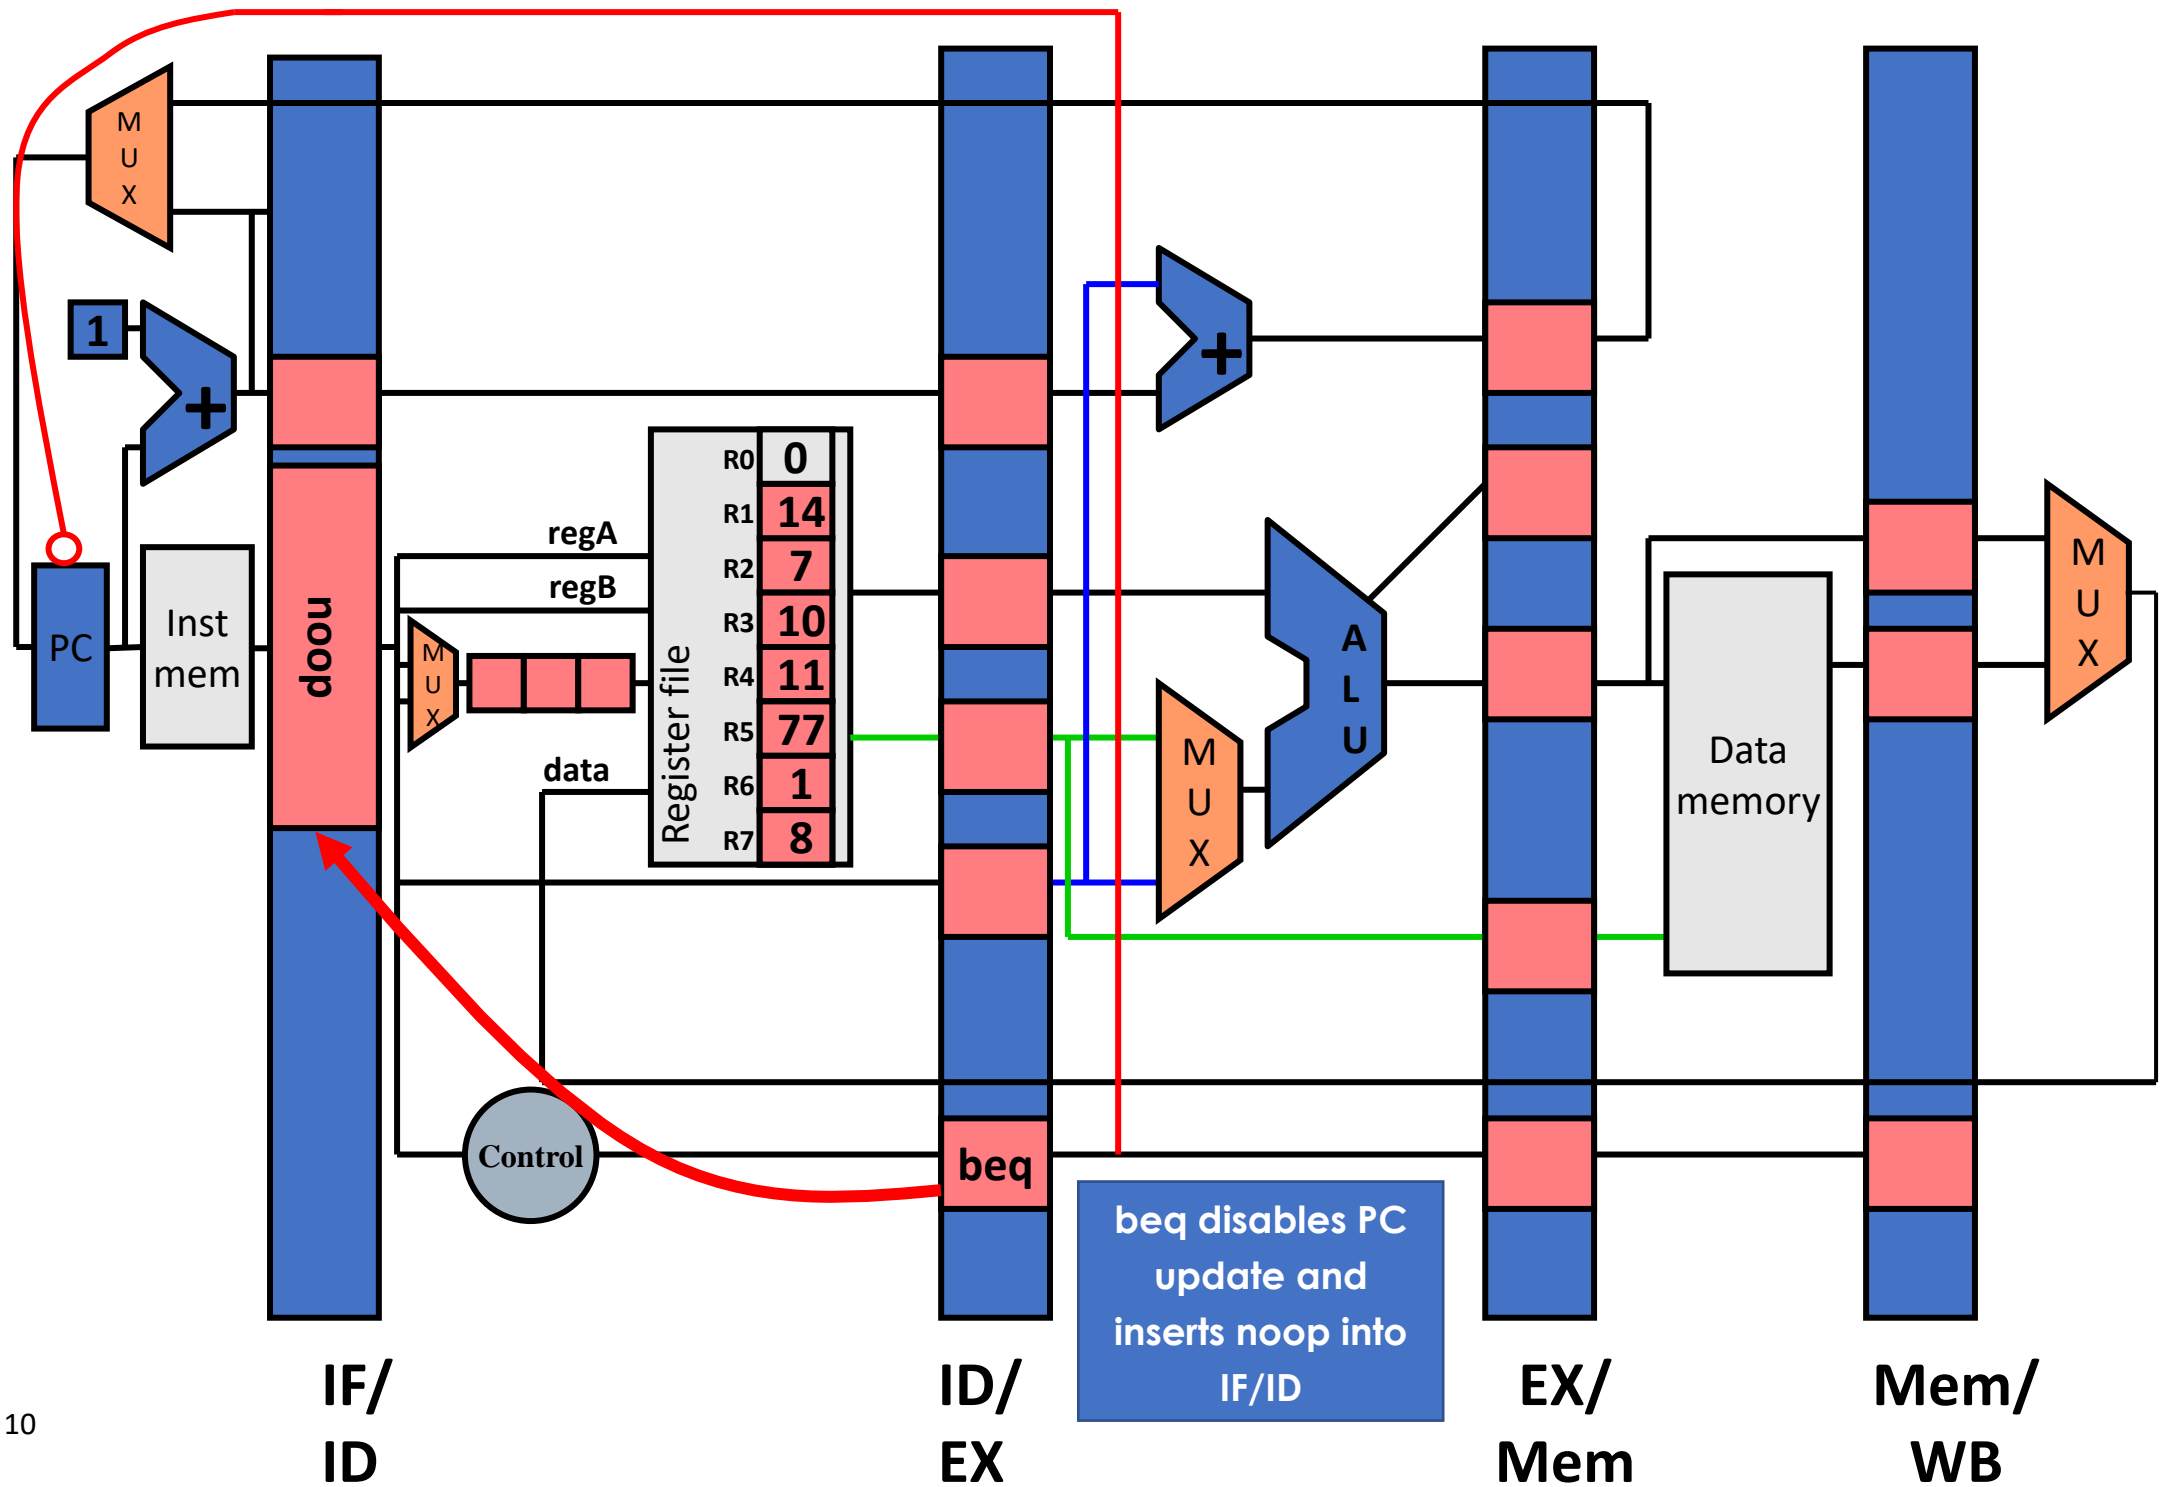 M
U
X
1
+
+
R0 0
R1 14
regA
R2 7
regB
R3 10
R4 11
R5 77
data
R6 1
R7 8
Register file
PC
Inst
mem
noop
M
U
X
M
U
X
A
L
U
Data
memory
M
U
X
Control
beq
beq disables PC
update and
inserts noop into
IF/ID
IF/
ID
ID/
EX
EX/
Mem
Mem/
WB
10